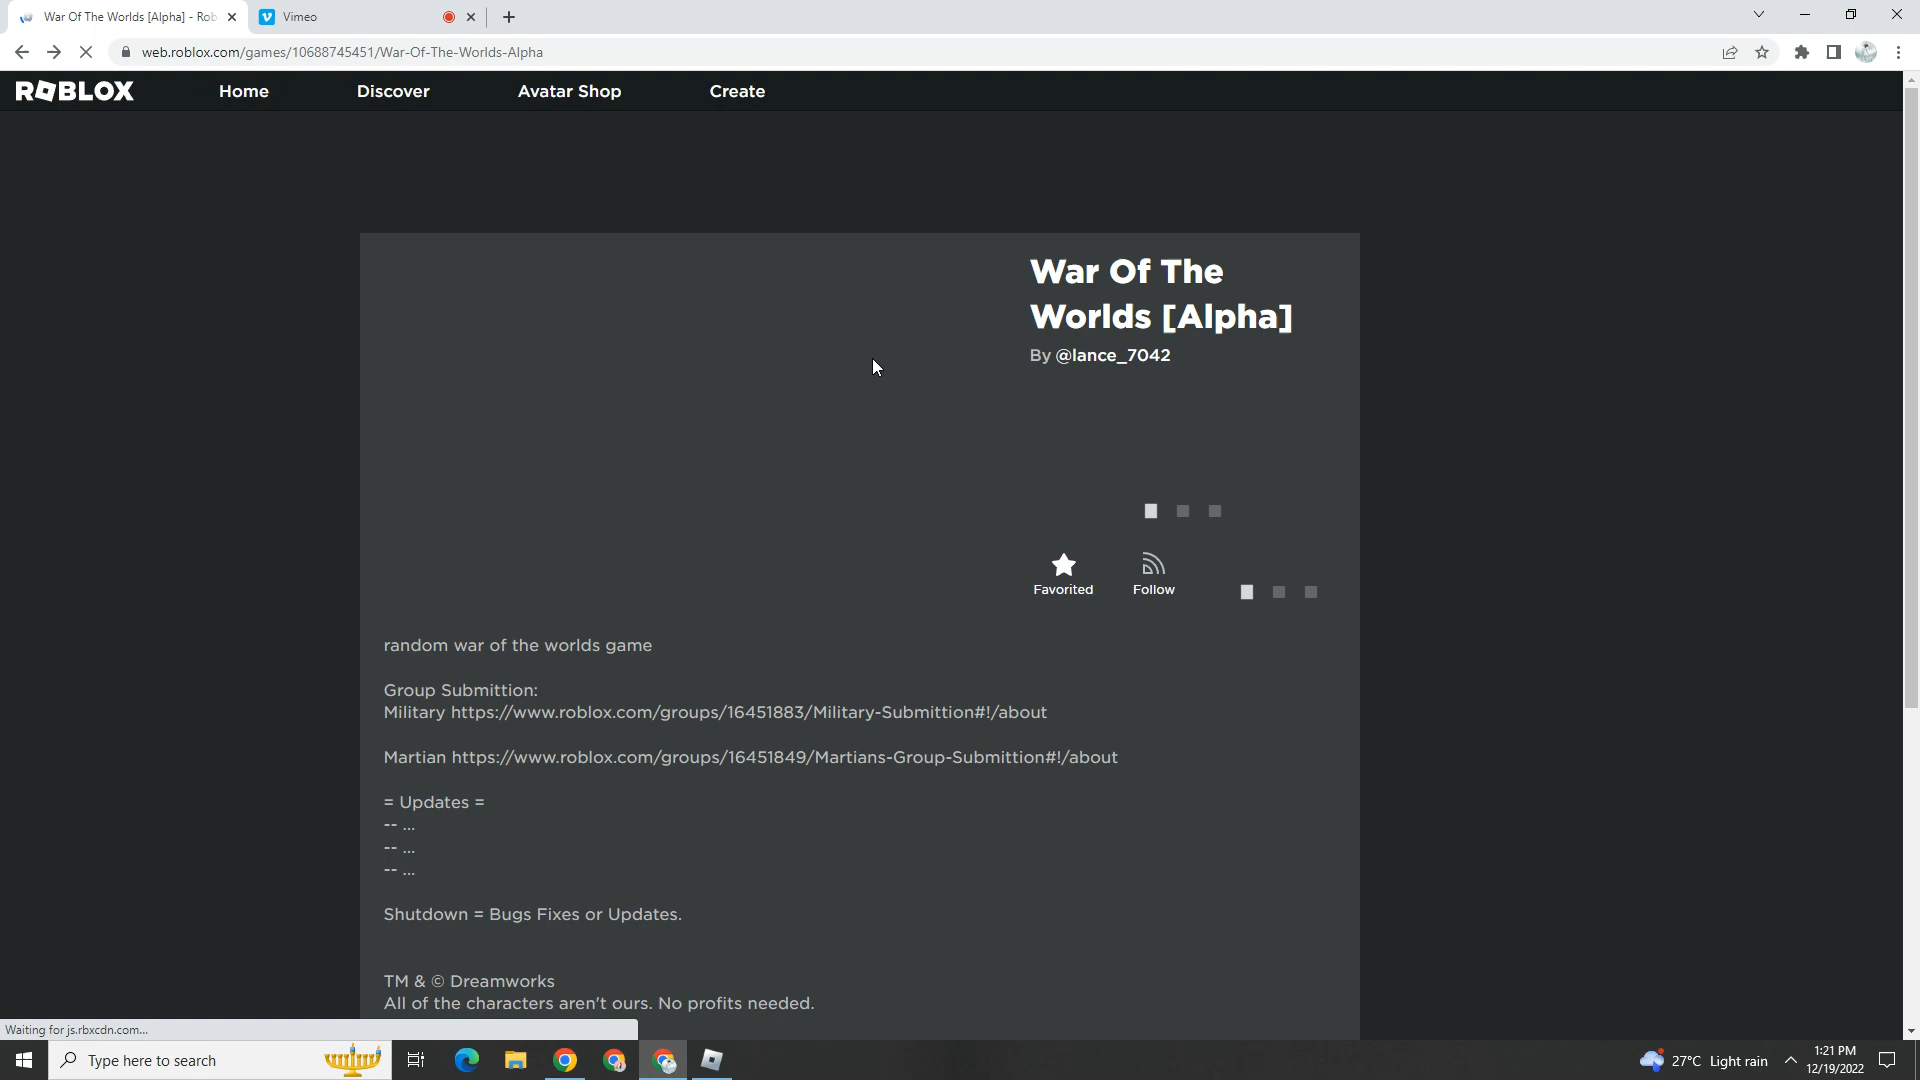 War Of The Worlds [Alpha] - Rob
Vimeo
web.roblox.com/games/10688745451/War-Of-The-Worlds-Alpha
ROBLOX
Home
Discover
Avatar Shop
Create
War Of The
Worlds [Alpha]
By @lance_7042
Favorited
Follow
random war of the worlds game
Group Submittion:
Military https://www.roblox.com/groups/16451883/Military-Submittion#!/about
Martian https://www.roblox.com/groups/16451849/Martians-Group-Submittion#!/about
= Updates =
-- ...
-- ...
-- ...
Shutdown = Bugs Fixes or Updates.
TM & © Dreamworks
All of the characters aren't ours. No profits needed.
Waiting for js.rbxcdn.com...
Type here to search
27°C Light rain
1:21 PM
12/19/2022